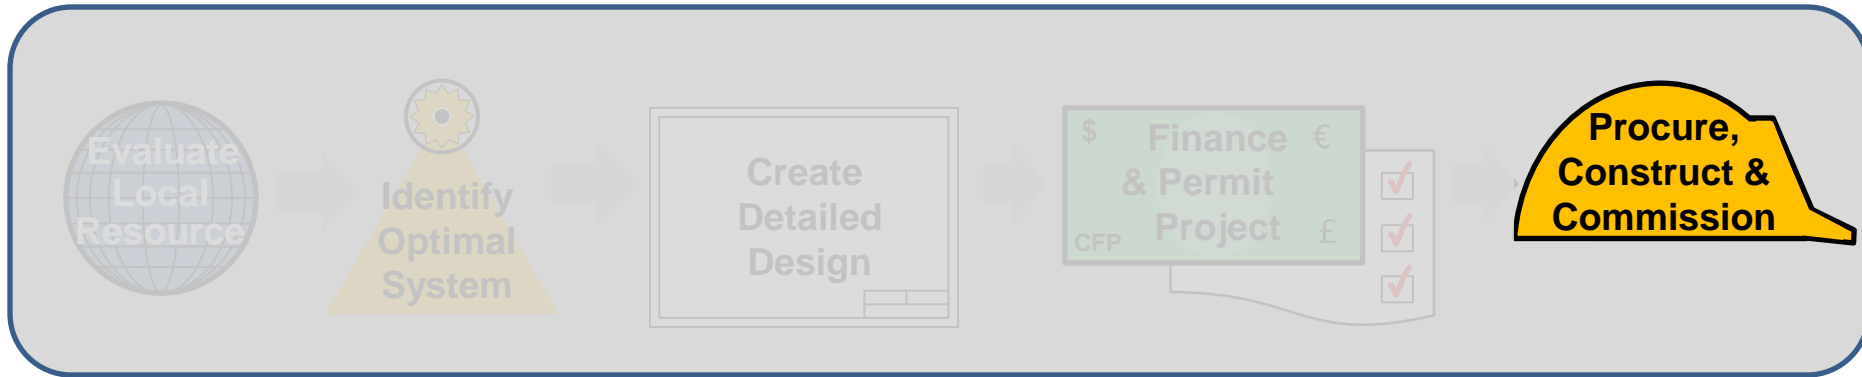 Evaluate
Local
Resource
Identify
Optimal
System
Create
Detailed
Design
$ Finance €
& Permit
CFP Project £
Procure,
Construct &
Commission